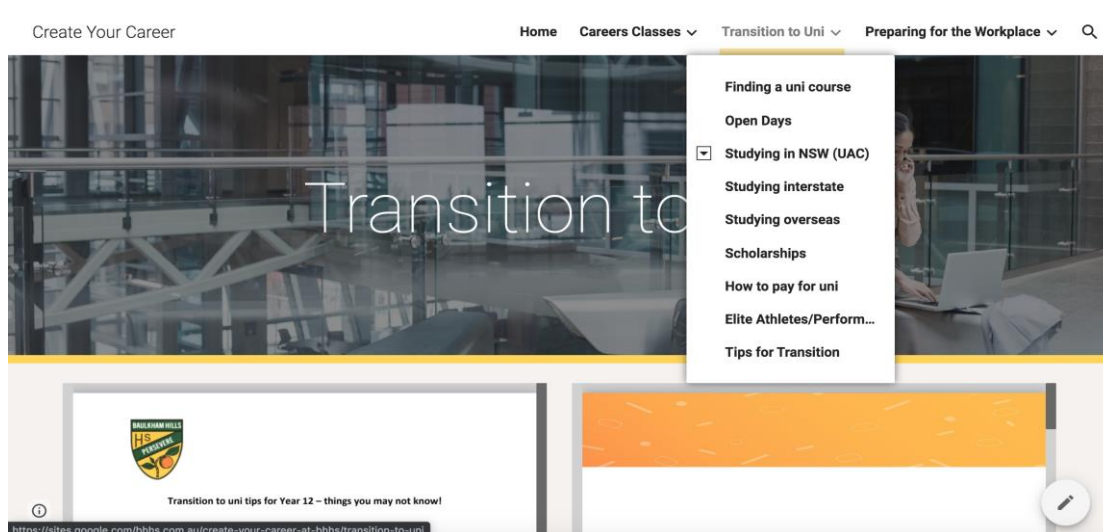 Create Your Career
Home Careers Classes Transition to Uni Preparing for the Workplace
Finding a uni course
Open Days
Studying in NSW (UAC)
Studying interstate
Studying overseas
Scholarships
How to pay for uni
Elite Athletes/Perform...
Tips for Transition
Transition to
BAULKHAM HILLS
HS
PERSEVERE
Transition to uni tips for Year 12 – things you may not know!
https://sites.google.com/bhhs.com.au/create-your-career-at-bhhs/transition-to-uni